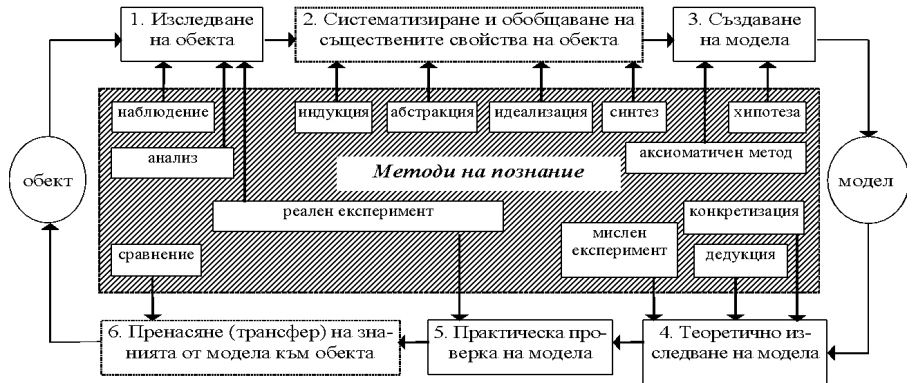 1. Изследване
на обекта
2. Систематизиране и обобщаване на
съществените свойства на обекта
3. Създаване
на модела
наблюдение
индукция
абстракция
идеализация
синтез
хипотеза
анализ
аксиоматичен метод
обект
Методи на познание
модел
реален експеримент
конкретизация
мислен
експеримент
сравнение
дедукция
6. Пренасяне (трансфер) на зна-
нията от модела към обекта
5. Практическа про-
верка на модела
4. Теоретично из-
следване на модела